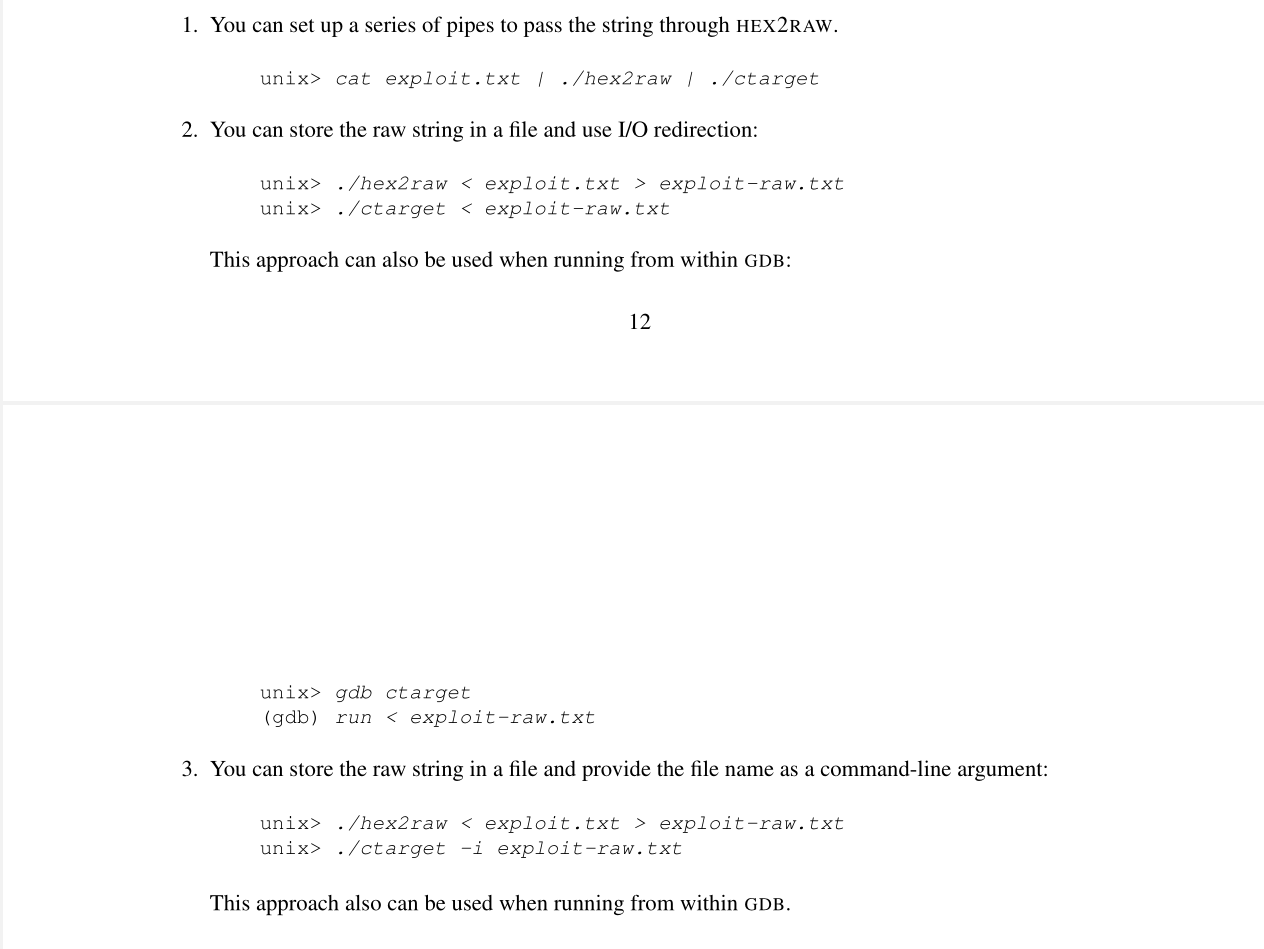 1. You can set up a series of pipes to pass the string through HEX2RAW.
unix> cat exploit.txt | ./hex2raw | ./ctarget
2. You can store the raw string in a file and use I/O redirection:
unix> ./hex2raw < exploit.txt > exploit-raw.txt
unix> ./ctarget < exploit-raw.txt
This approach can also be used when running from within GDB:
12
unix> gdb ctarget
(gdb) run < exploit-raw.txt
3. You can store the raw string in a file and provide the file name as a command-line argument:
unix> ./hex2raw < exploit.txt > exploit-raw.txt
unix> ./ctarget -i exploit-raw.txt
This approach also can be used when running from within GDB.